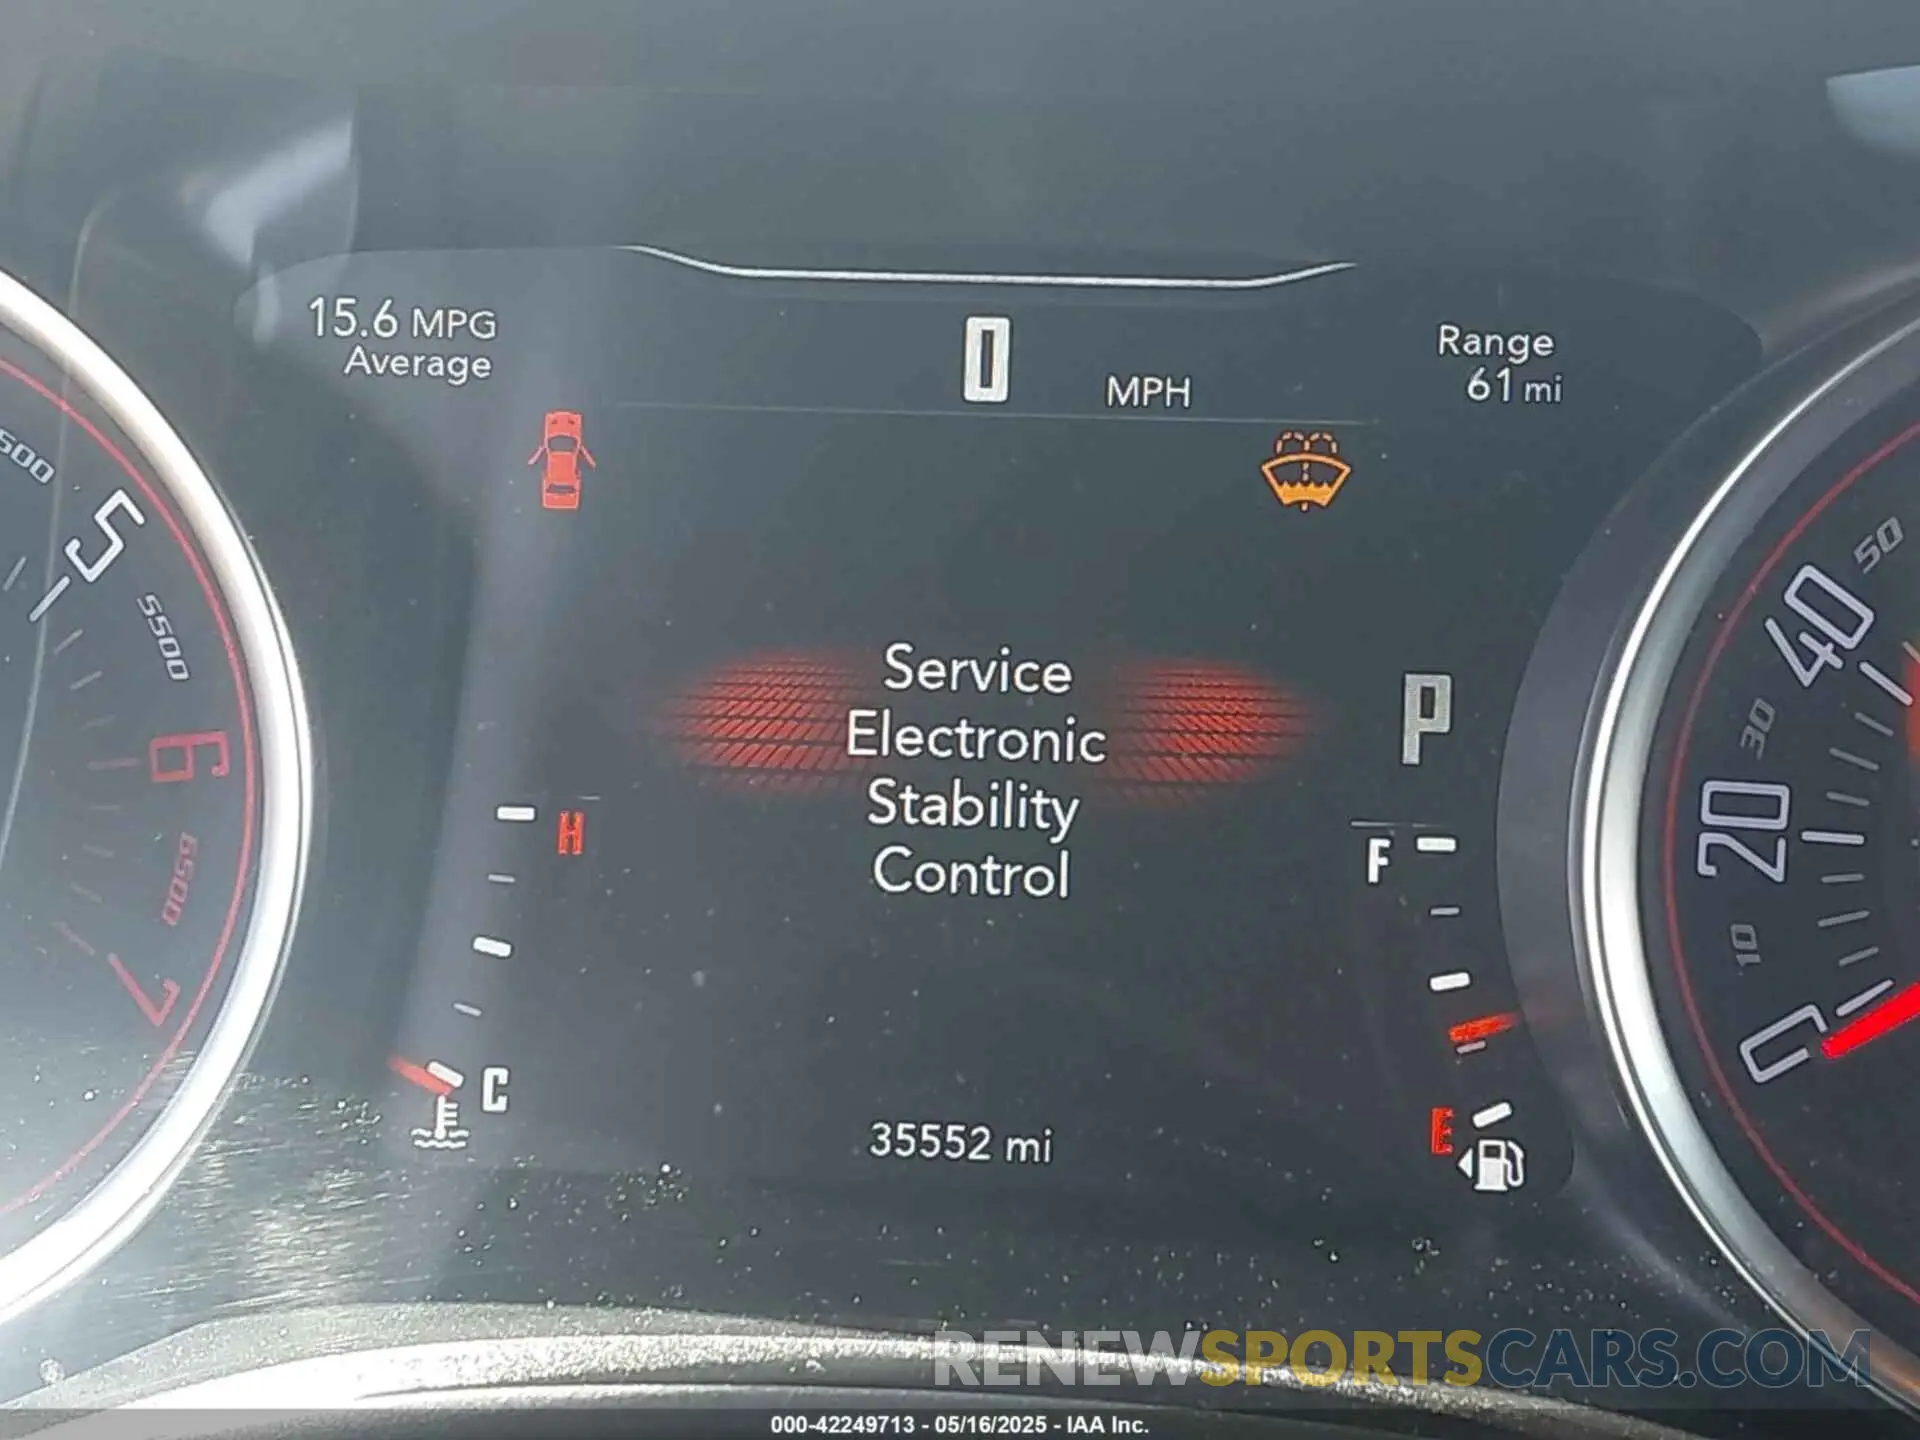 15.6 MPG
Average
0 MPH
Range
61 mi
500
5
5500
6
6500
7
Service
Electronic
Stability
Control
P
H
C
F
E
50
40
30
20
10
0
35552 mi
RENEWSPORTSCARS.COM
000-42249713 - 05/16/2025 - IAA Inc.